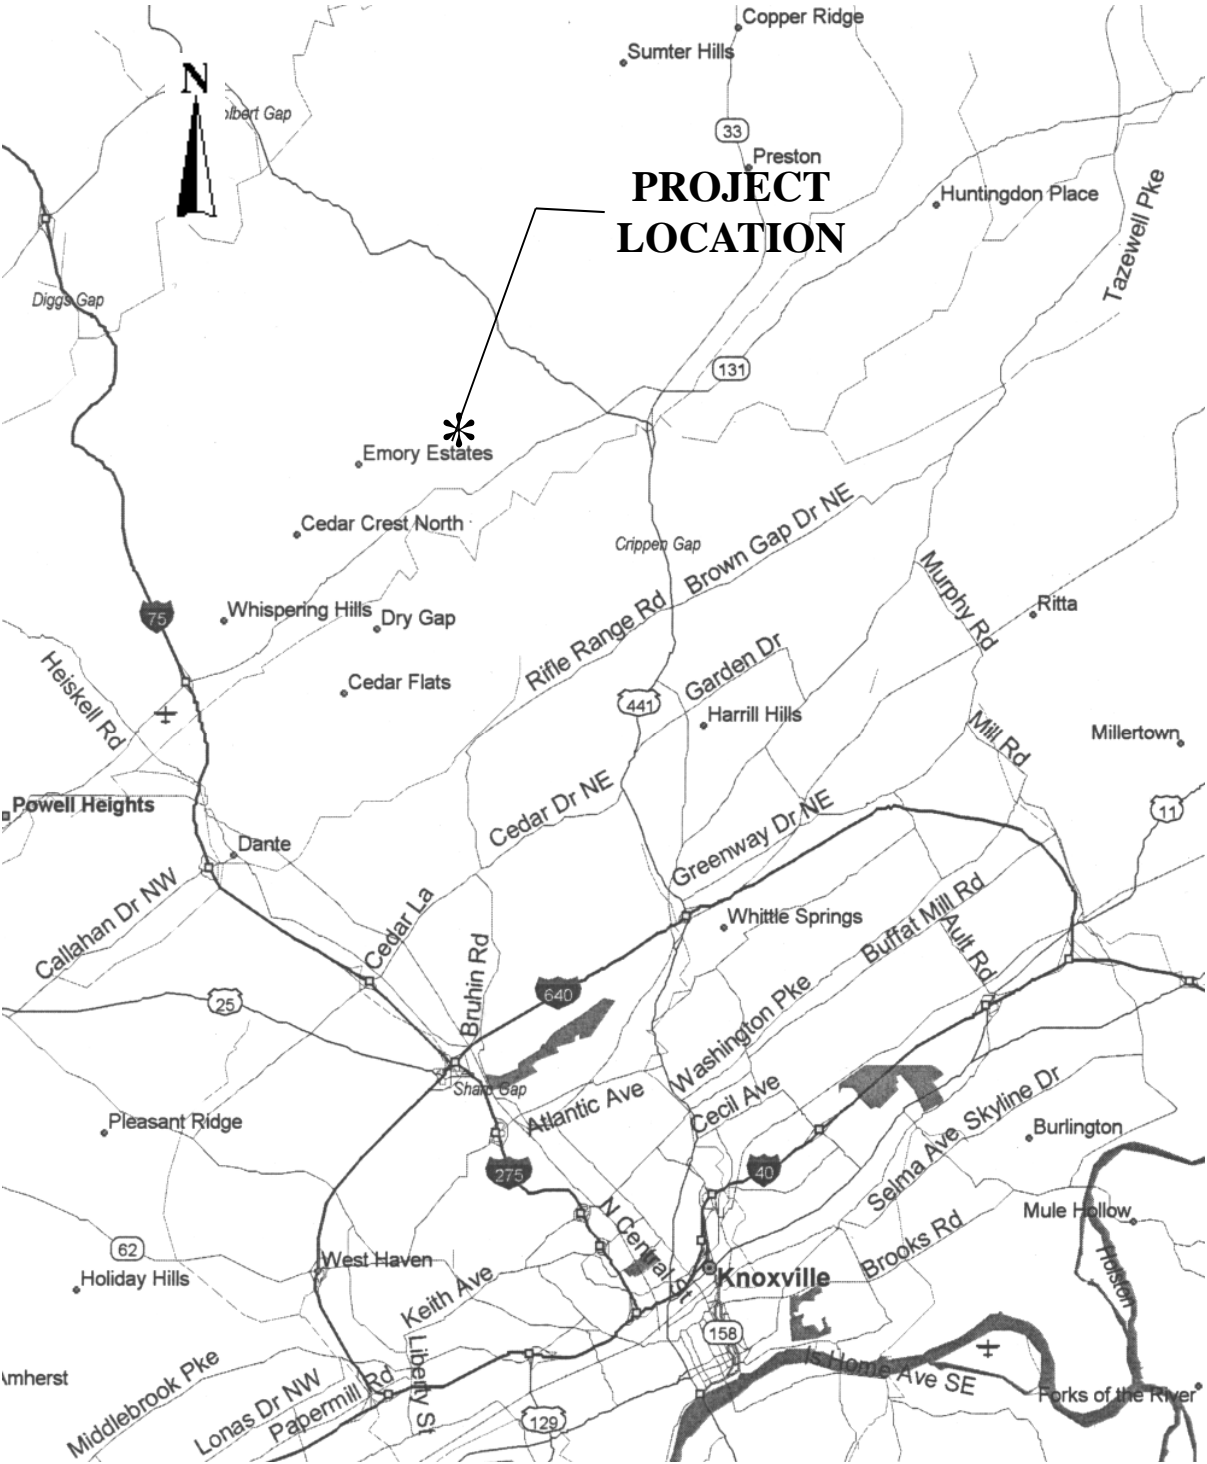 Copper Ridge
Sumter Hills
N
olbert Gap
33
Preston
PROJECT
LOCATION
Huntingdon Place
Tazewell Pke
Diggs Gap
131
Emory Estates
Cedar Crest North
Brown Gap Dr NE
Crippen Gap
Murphy Rd
75
Whispering Hills
Dry Gap
Rifle Range Rd
Ritta
Heiskell Rd
Cedar Flats
Garden Dr
441
Harrill Hills
Mill Rd
Millertown
Powell Heights
Cedar Dr NE
Greenway Dr NE
11
Dante
Callahan Dr NW
Cedar La
Whittle Springs
Buffat Mill Rd
Ault Rd
Bruhin Rd
25
640
Washington Pke
Sharp Gap
Atlantic Ave
Cecil Ave
Skyline Dr
Selma Ave
Pleasant Ridge
Burlington
275
40
N Central St
Mule Hollow
62
West Haven
Brooks Rd
Holston
Holiday Hills
Keith Ave
Knoxville
158
Liberty St
Is Home Ave SE
Amherst
Middlebrook Pke
Lonas Dr NW
Papermill Rd
Forks of the River
129